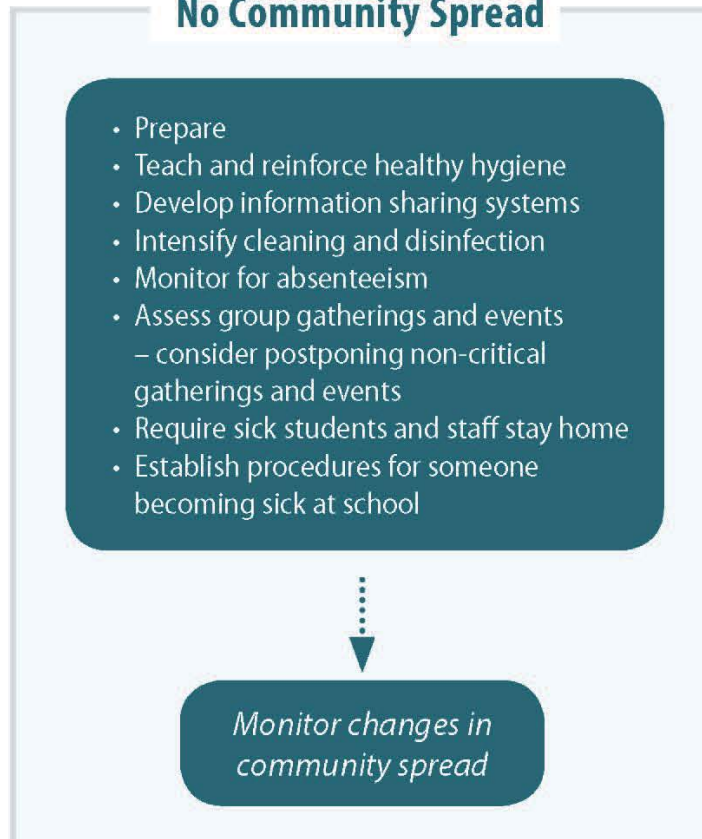 No Community Spread
• Prepare
• Teach and reinforce healthy hygiene
• Develop information sharing systems
• Intensify cleaning and disinfection
• Monitor for absenteeism
• Assess group gatherings and events
– consider postponing non-critical
gatherings and events
• Require sick students and staff stay home
• Establish procedures for someone
becoming sick at school
Monitor changes in
community spread